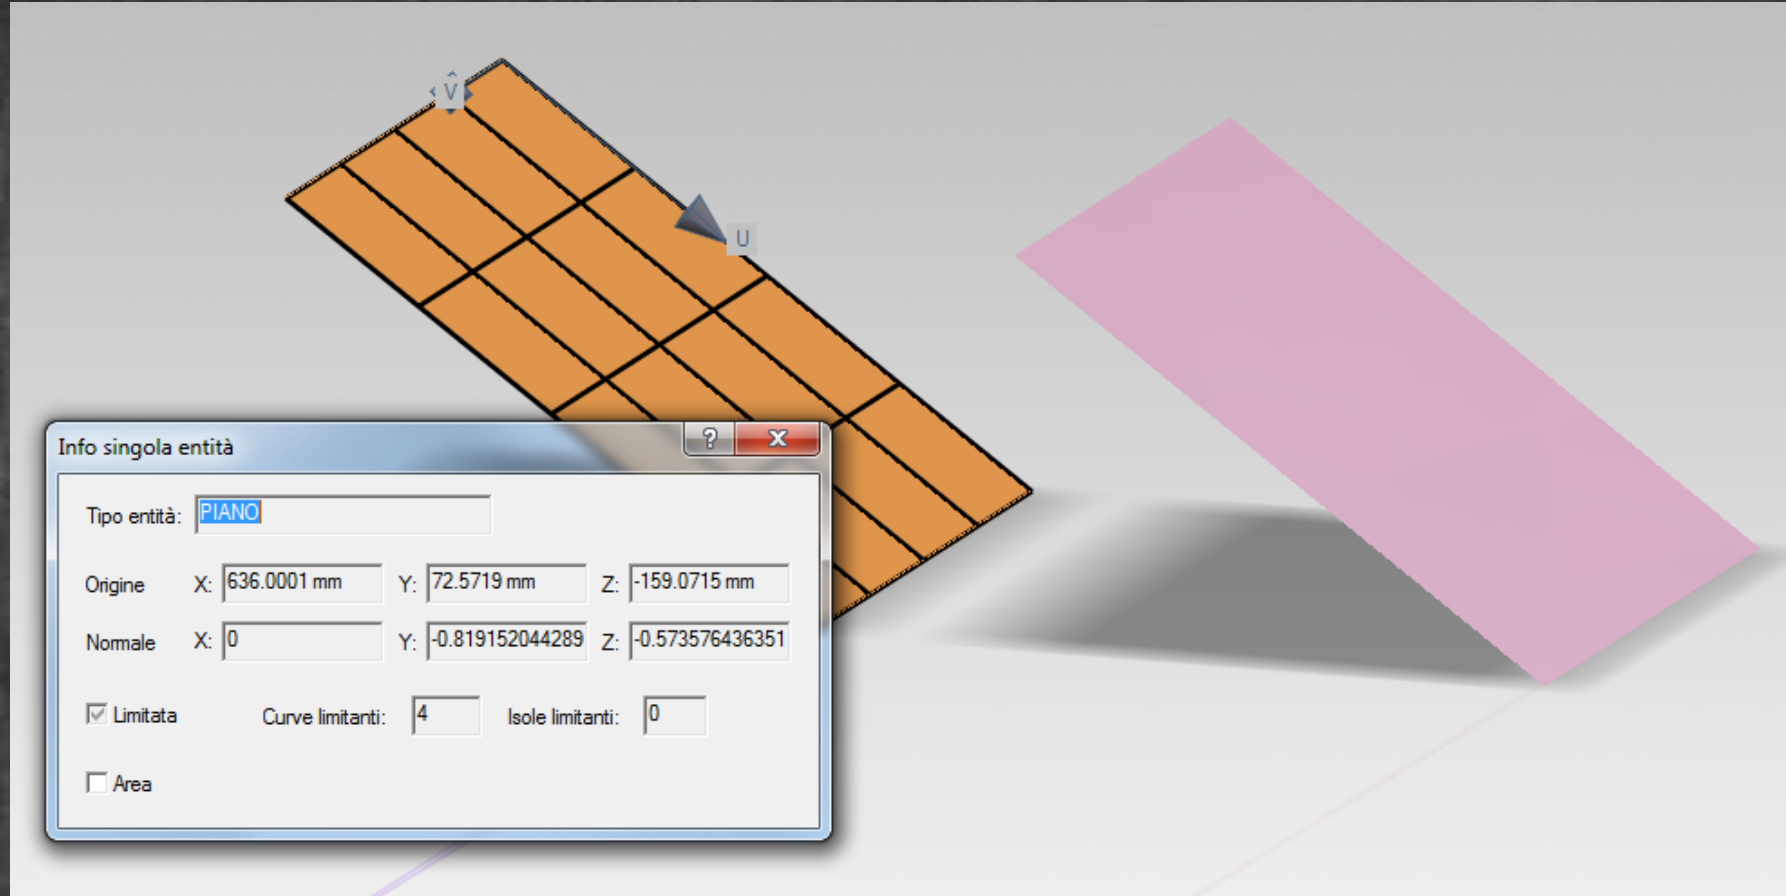 V
U
Info singola entità
?
Tipo entità: PIANO
Origine X: 636.0001 mm Y: 72.5719 mm Z: -159.0715 mm
Normale X: 0 Y: -0.819152044289 Z: -0.573576436351
Limitata Curve limitanti: 4 Isole limitanti: 0
Area